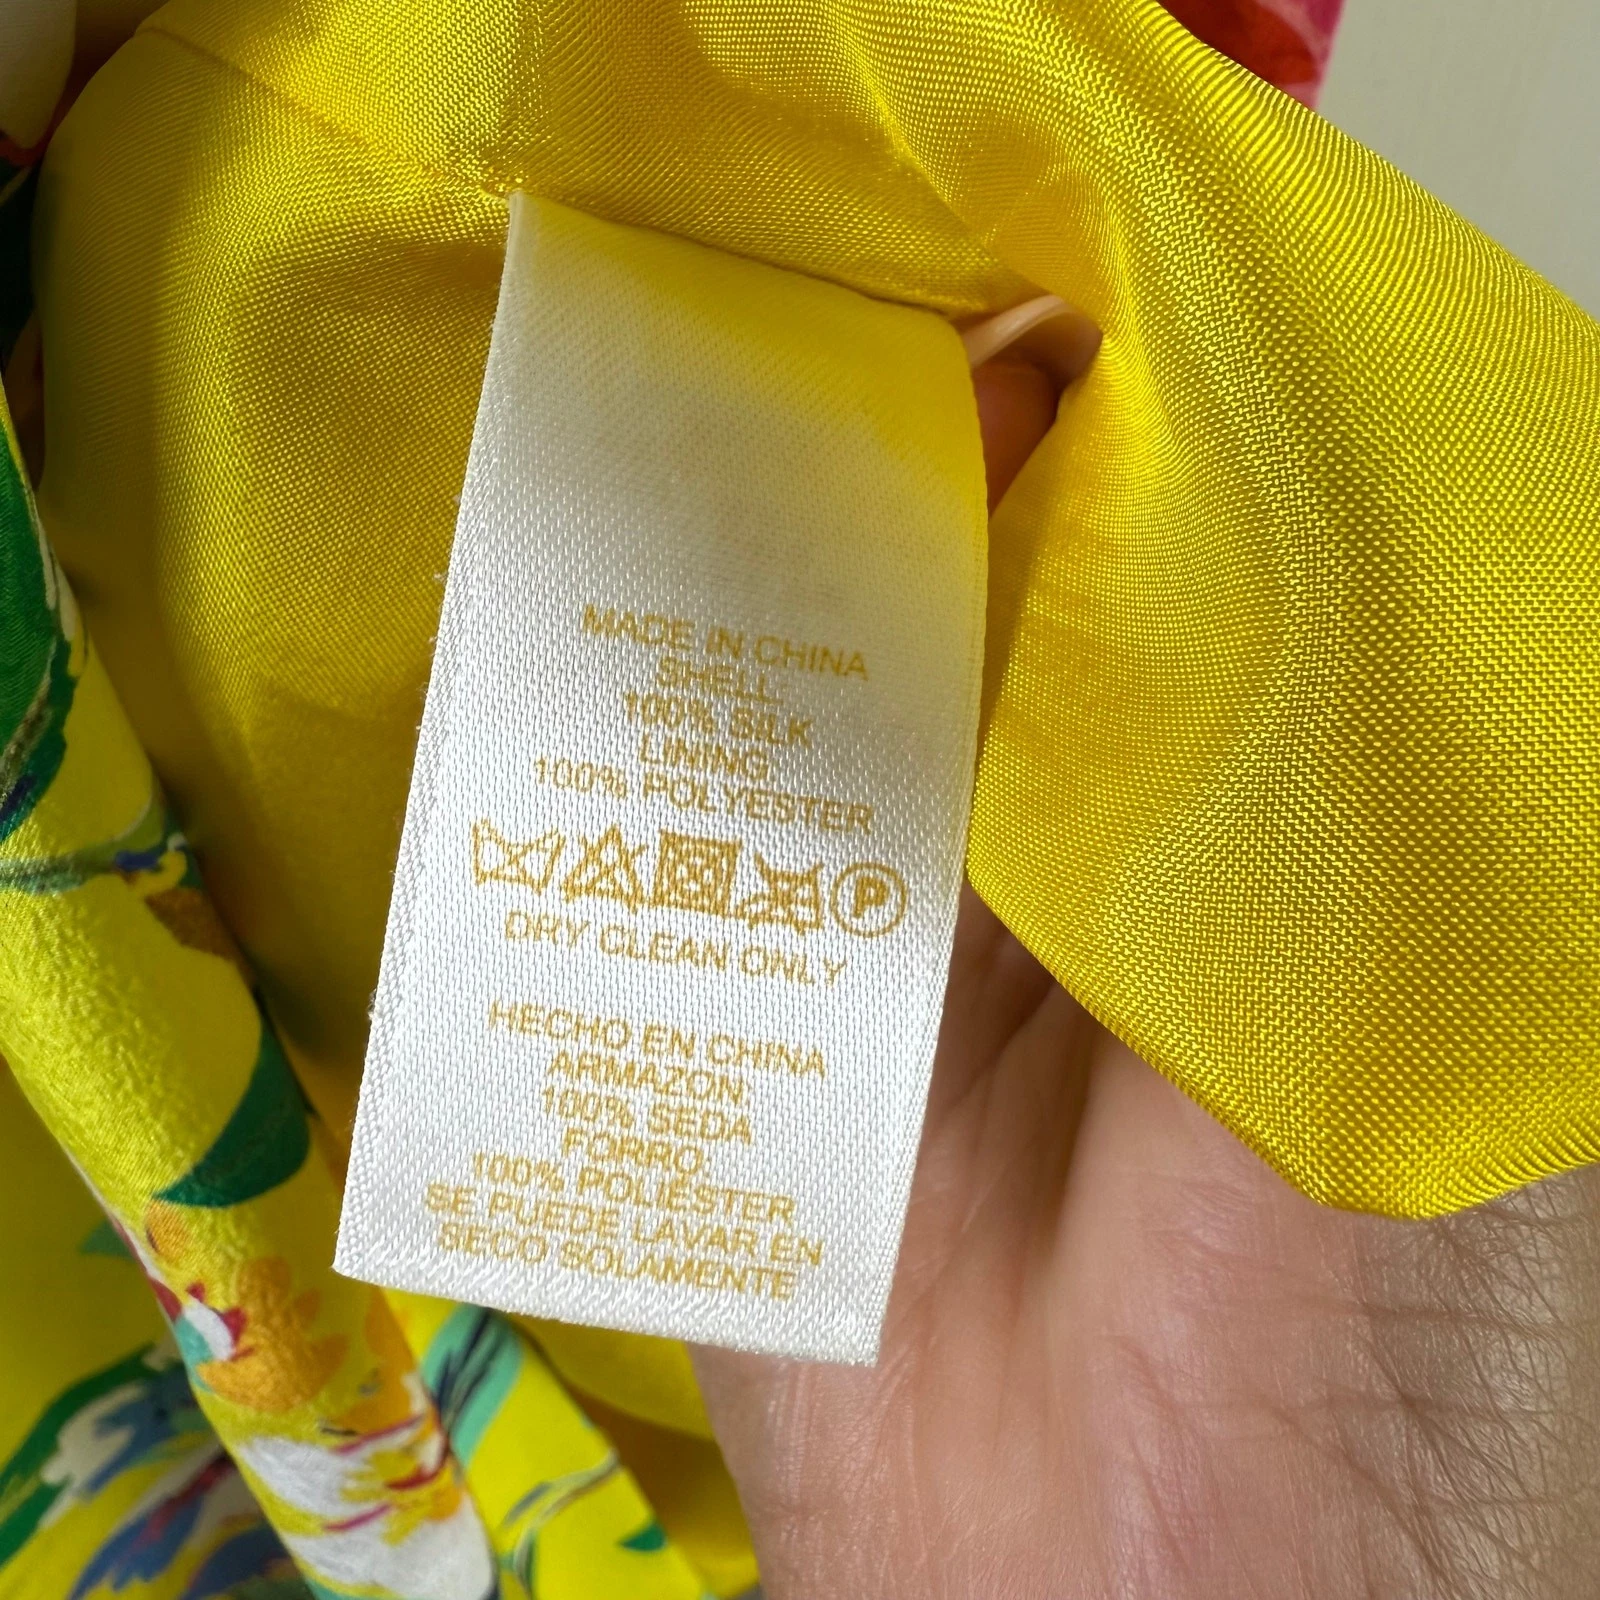 MADE IN CHINA
SHELL
100% SILK
LINING
100% POLYESTER
P
DRY CLEAN ONLY
HECHO EN CHINA
ARMAZON
100% SEDA
FORRO
100% POLIÉSTER
SE PUEDE LAVAR EN
SECO SOLAMENTE